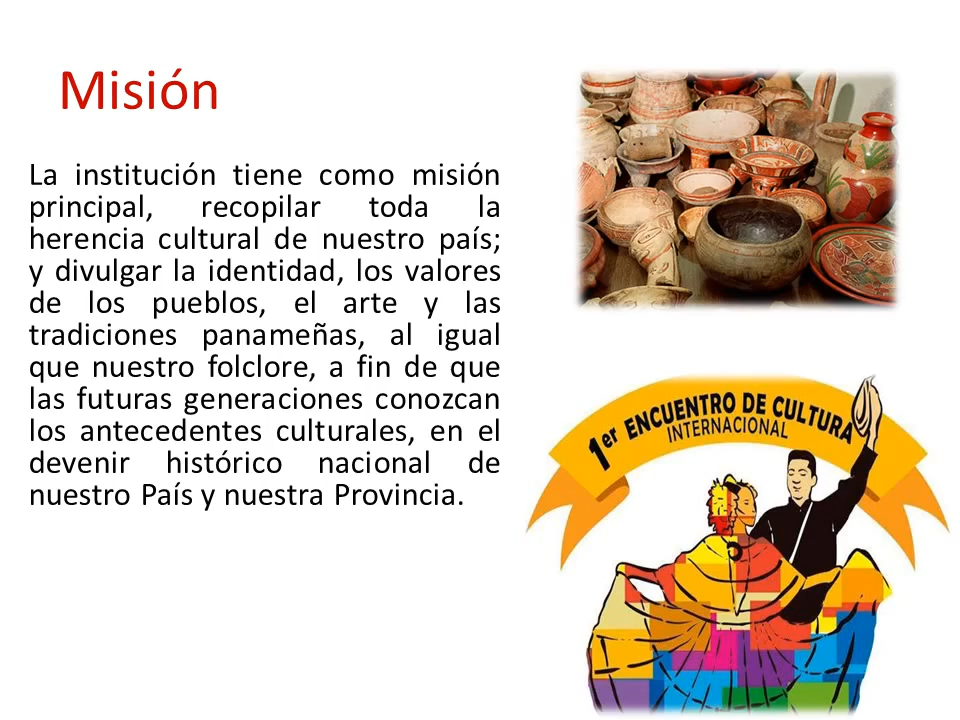 Misión
La institución tiene como misión
principal, recopilar toda la
herencia cultural de nuestro país;
y divulgar la identidad, los valores
de los pueblos, el arte y las
tradiciones panameñas, al igual
que nuestro folclore, a fin de que
las futuras generaciones conozcan
los antecedentes culturales, en el
devenir histórico nacional de
nuestro País y nuestra Provincia.
1er ENCUENTRO DE CULTURA
INTERNACIONAL